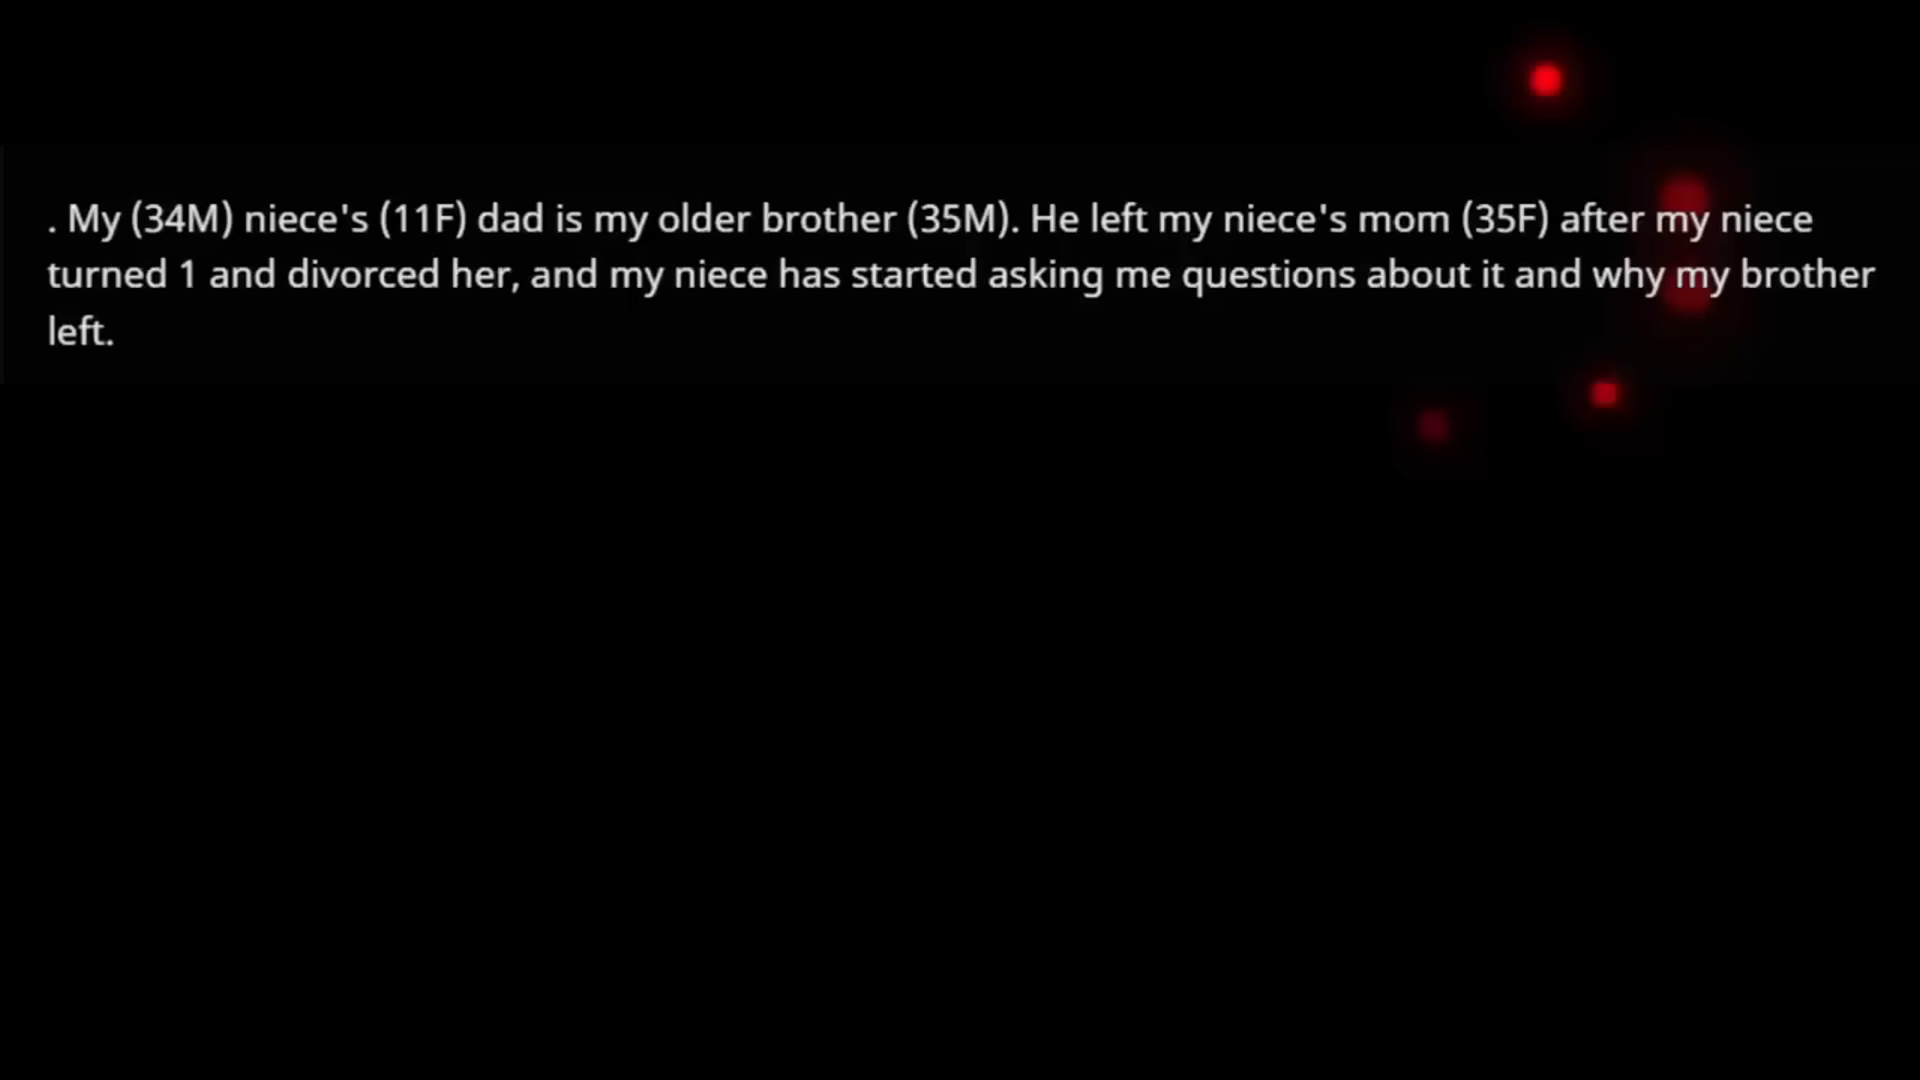 . My (34M) niece's (11F) dad is my older brother (35M). He left my niece's mom (35F) after my niece
turned 1 and divorced her, and my niece has started asking me questions about it and why my brother
left.